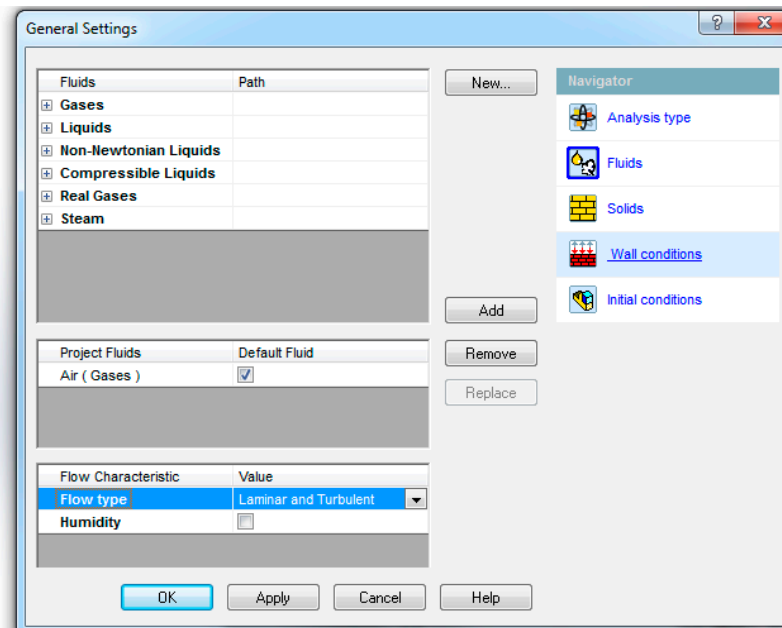 General Settings
Fluids Path
Gases
Liquids
Non-Newtonian Liquids
Compressible Liquids
Real Gases
Steam
New...
Add
Project Fluids Default Fluid
Air ( Gases )
Remove
Replace
Flow Characteristic Value
Flow type Laminar and Turbulent
Humidity
OK Apply Cancel Help
Navigator
Analysis type
Fluids
Solids
Wall conditions
Initial conditions